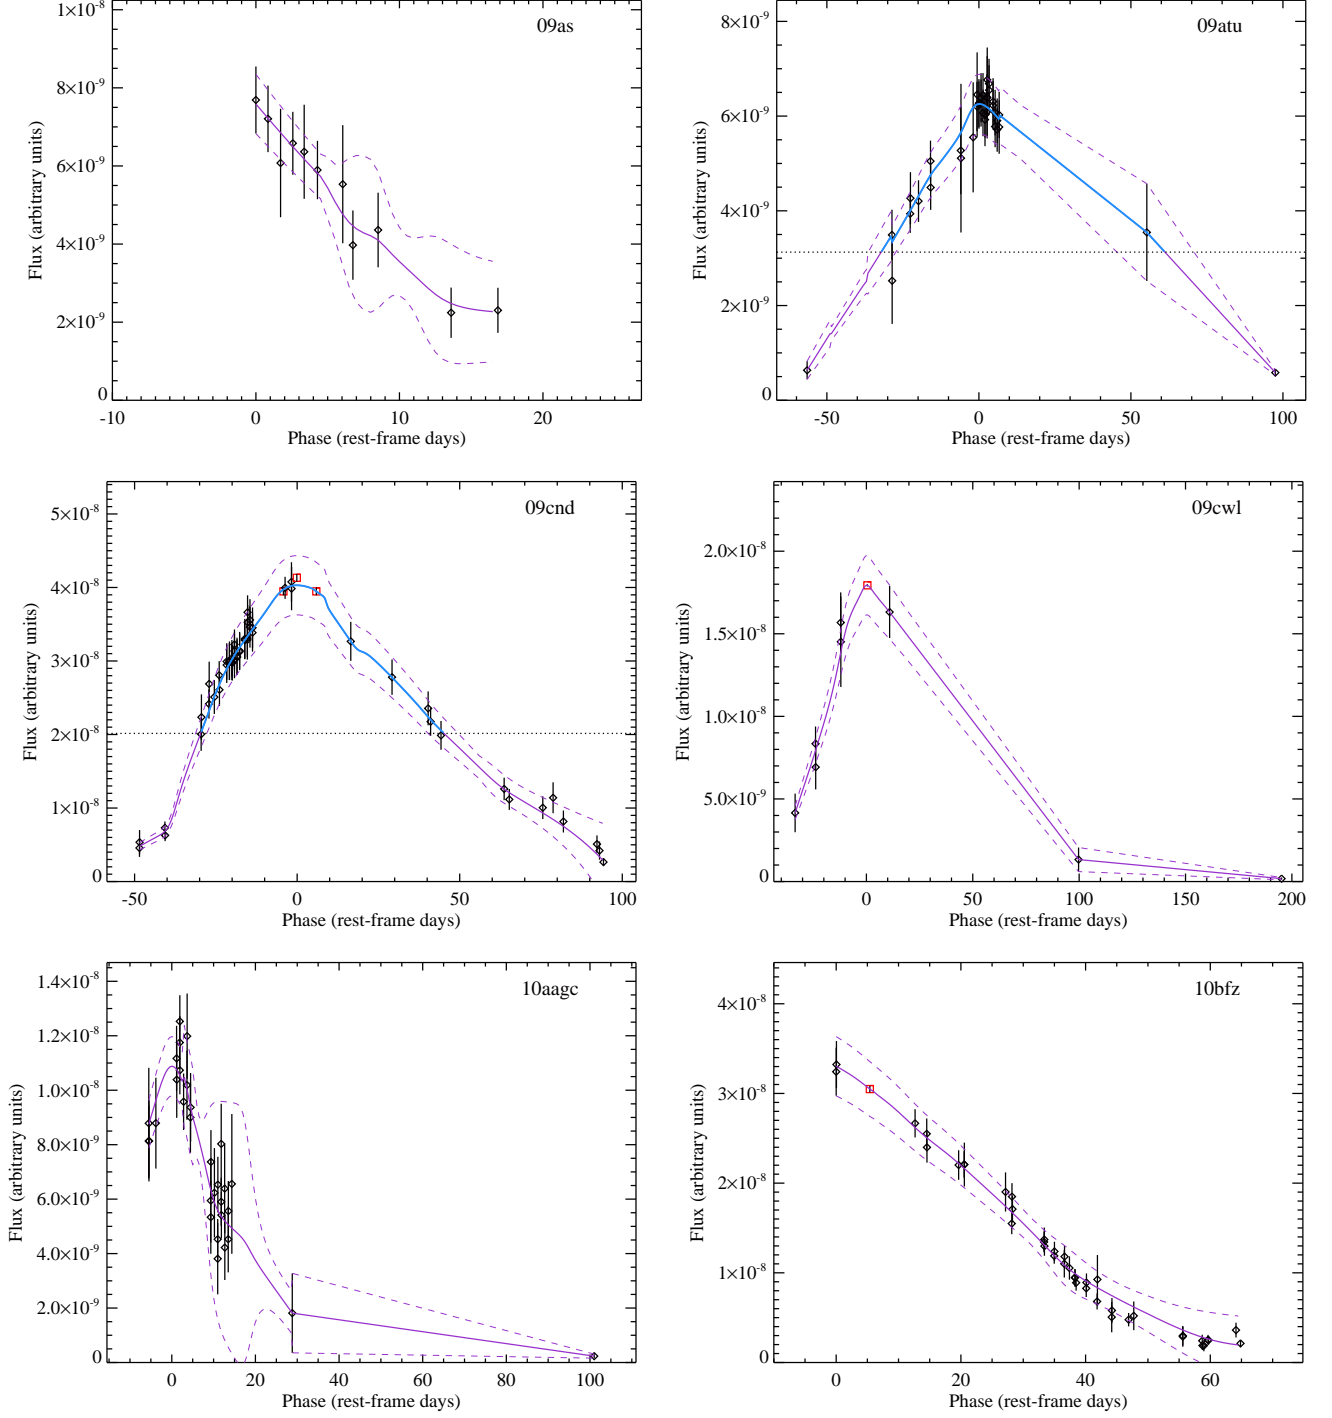 09as
1×10⁻⁸
8×10⁻⁹
6×10⁻⁹
4×10⁻⁹
2×10⁻⁹
0
Flux (arbitrary units)
-10 0 10 20
Phase (rest-frame days)
09atu
8×10⁻⁹
6×10⁻⁹
4×10⁻⁹
2×10⁻⁹
0
Flux (arbitrary units)
-50 0 50 100
Phase (rest-frame days)
09cnd
5×10⁻⁸
4×10⁻⁸
3×10⁻⁸
2×10⁻⁸
1×10⁻⁸
0
Flux (arbitrary units)
-50 0 50 100
Phase (rest-frame days)
09cwl
2.0×10⁻⁸
1.5×10⁻⁸
1.0×10⁻⁸
5.0×10⁻⁹
0
Flux (arbitrary units)
0 50 100 150 200
Phase (rest-frame days)
10aagc
1.4×10⁻⁸
1.2×10⁻⁸
1.0×10⁻⁸
8.0×10⁻⁹
6.0×10⁻⁹
4.0×10⁻⁹
2.0×10⁻⁹
0
Flux (arbitrary units)
0 20 40 60 80 100
Phase (rest-frame days)
10bfz
4×10⁻⁸
3×10⁻⁸
2×10⁻⁸
1×10⁻⁸
0
Flux (arbitrary units)
0 20 40 60
Phase (rest-frame days)